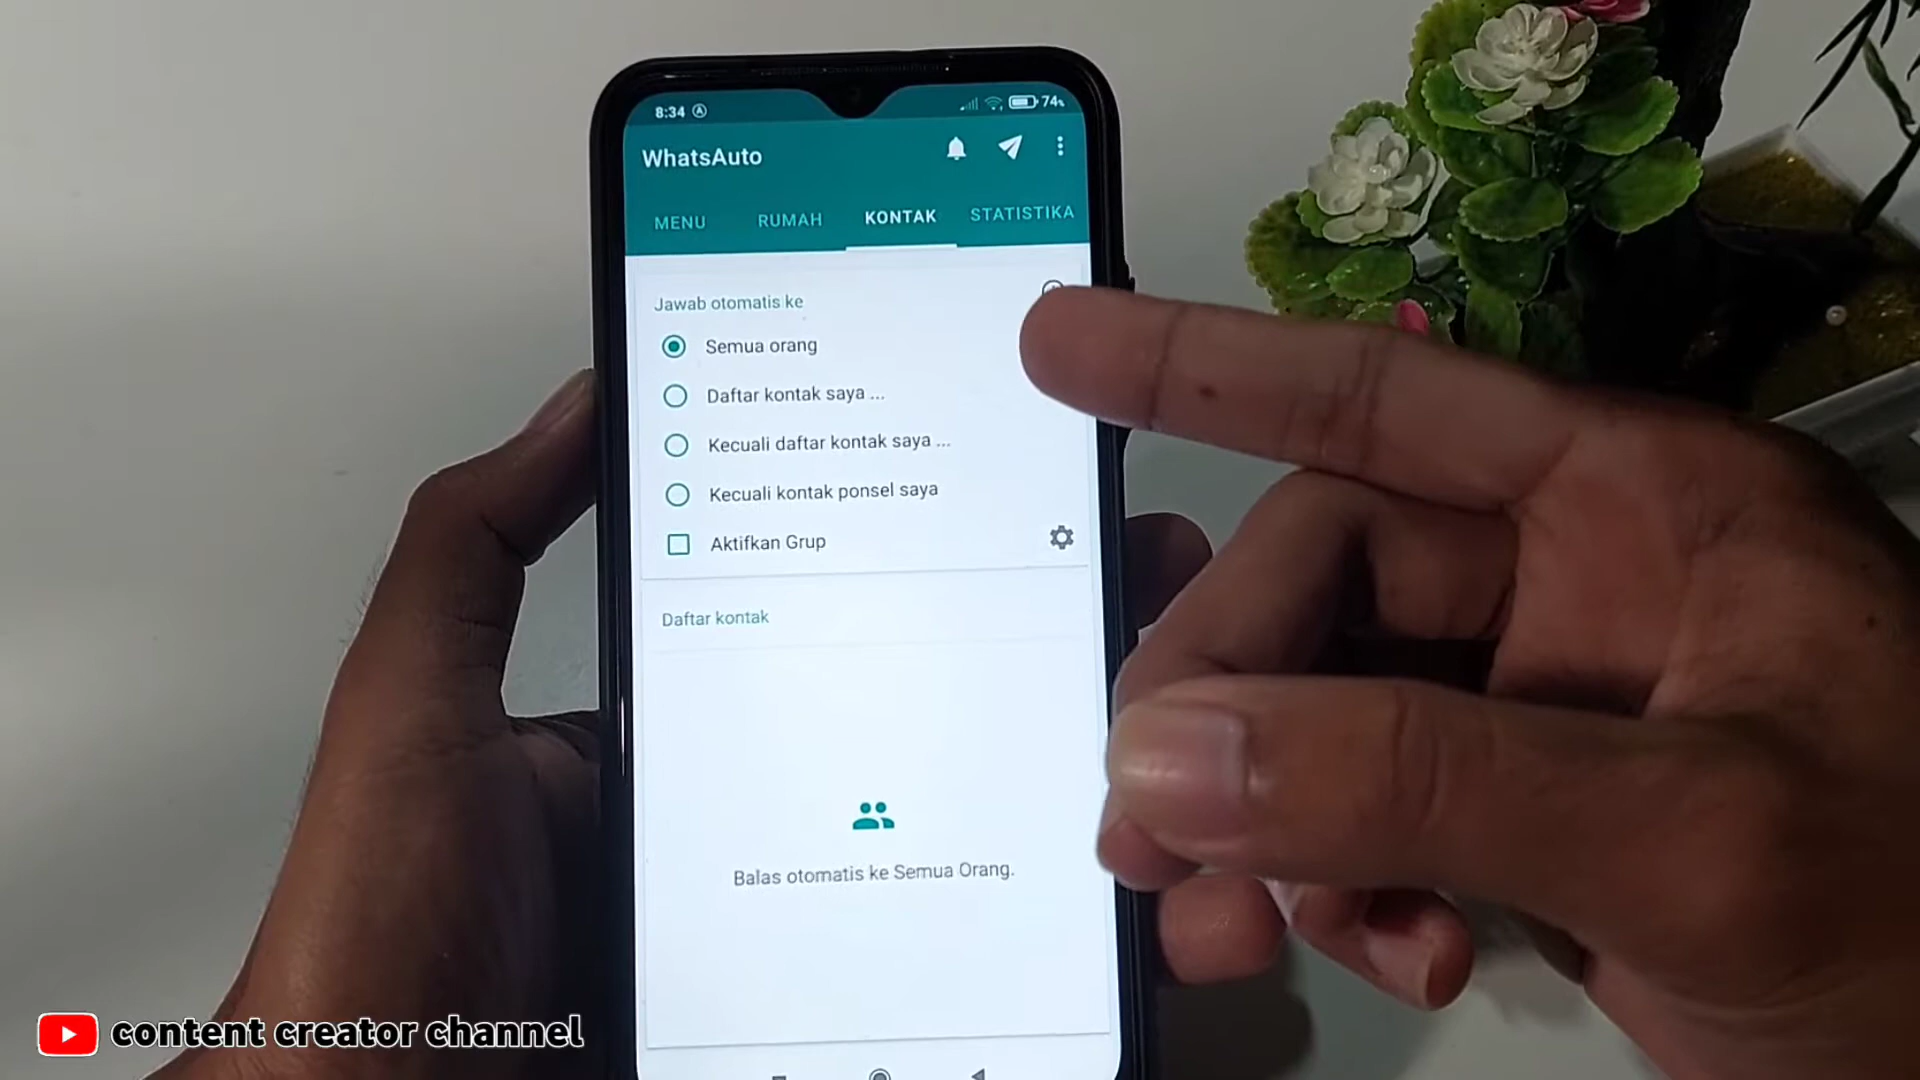 8:34
74%
WhatsAuto
MENU RUMAH KONTAK STATISTIKA
Jawab otomatis ke
Semua orang
Daftar kontak saya ...
Kecuali daftar kontak saya ...
Kecuali kontak ponsel saya
Aktifkan Grup
Daftar kontak
Balas otomatis ke Semua Orang.
content creator channel